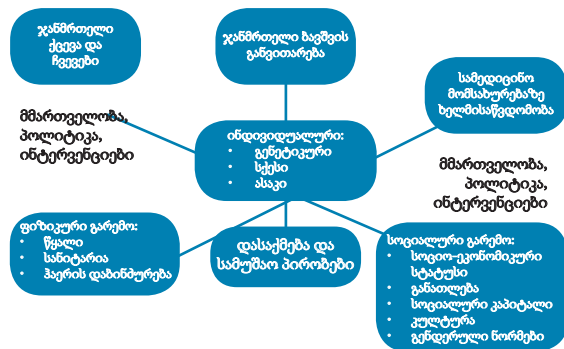 ჯანმრთელი
ქცევა და
ჩვევები
ჯანმრთელი ბავშვის
განვითარება
სამედიცინო
მომსახურებაზე
ხელმისაწვდომობა
მმართველობა,
პოლიტიკა,
ინტერვენციები
ინდივიდუალური:
• გენეტიკური
• სქესი
• ასაკი
მმართველობა,
პოლიტიკა,
ინტერვენციები
ფიზიკური გარემო:
• წყალი
• სანიტარია
• ჰაერის დაბინძურება
დასაქმება და
სამუშაო პირობები
სოციალური გარემო:
• სოციო-ეკონომიკური
სტატუსი
• განათლება
• სოციალური კაპიტალი
• კულტურა
• გენდერული ნორმები